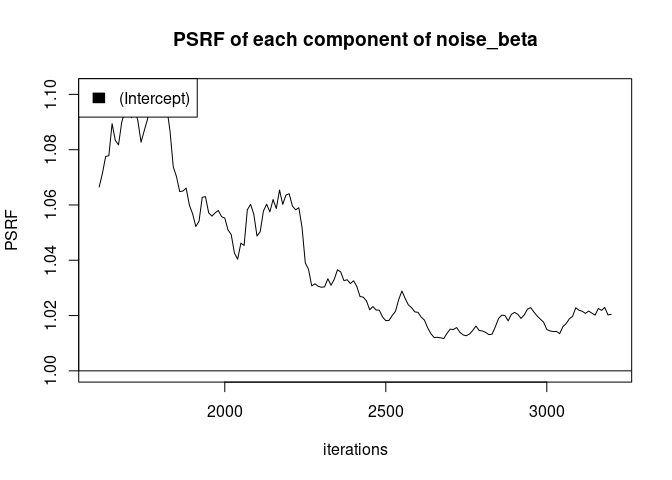 PSRF of each component of noise_beta
(Intercept)
PSRF
1.10
1.08
1.06
1.04
1.02
1.00
2000 2500 3000
iterations